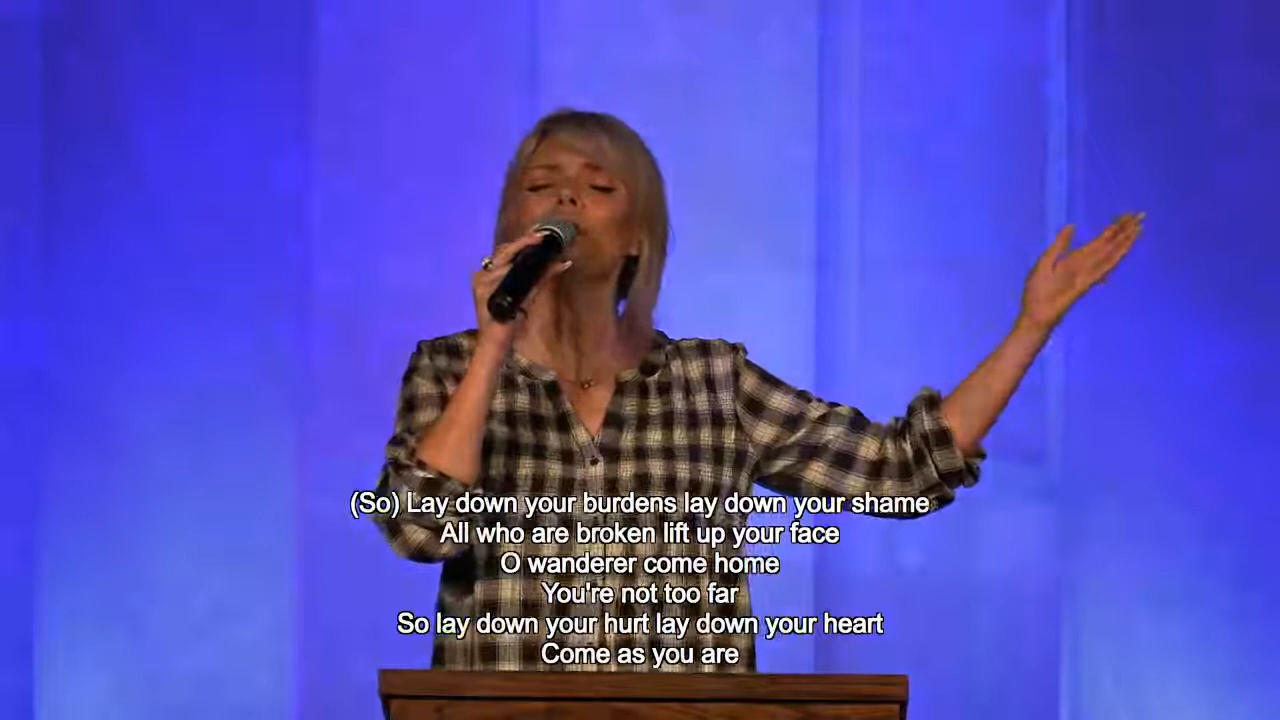 (So) Lay down your burdens lay down your shame
All who are broken lift up your face
O wanderer come home
You're not too far
So lay down your hurt lay down your heart
Come as you are